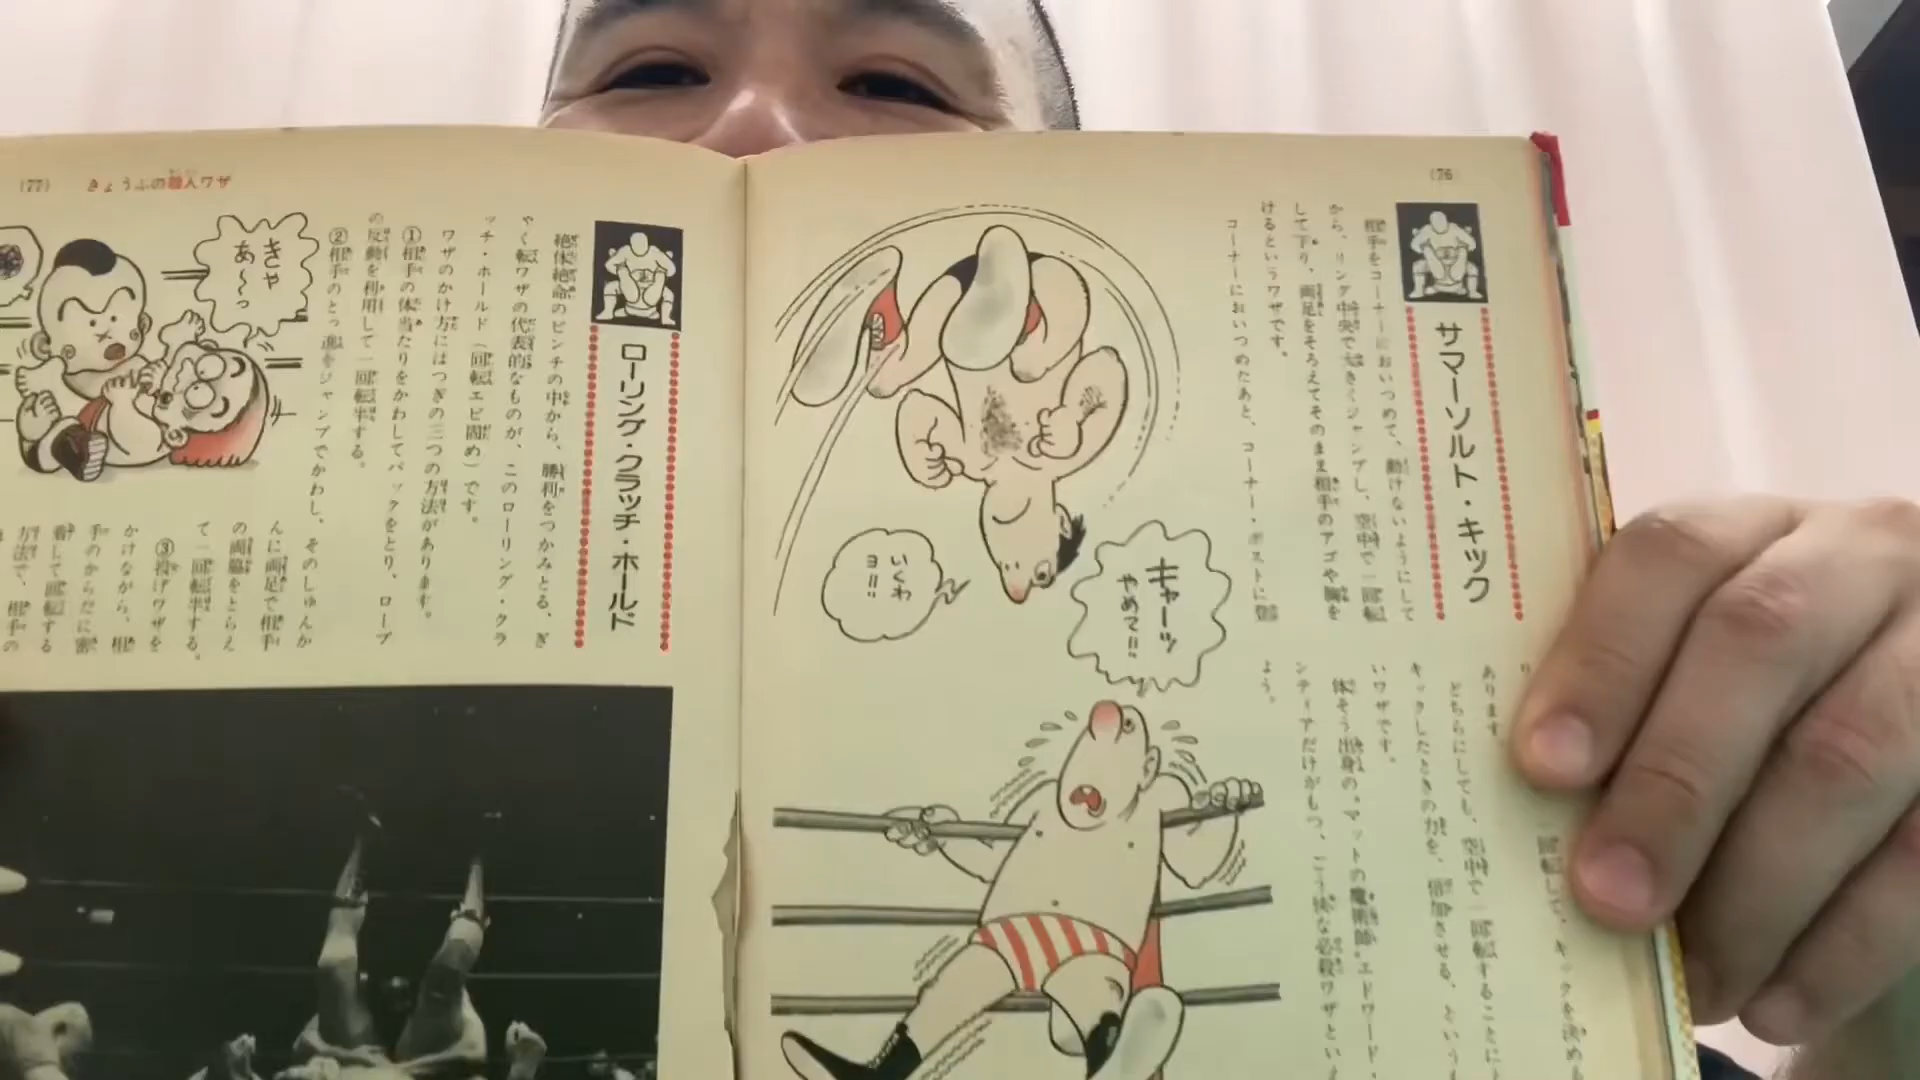 (76)
サマーソルト・キック
相手をコーナーにおいつめて、動けないようにして
から、リング中央で大きくジャンプし、空中で一回転
して下り、両足をそろえてそのまま相手のアゴや胸を
けるというワザです。
コーナーにおいつめたあと、コーナー・ポストに登
り
回転して、キックを決め
あります
どちらにしても、空中で一回転することに
キックしたときの力を、倍加させる、という
いワザです。
体そう出身の〝マットの魔術師〟エドワード・
ンティアだけがもつ、こう快な必殺ワザとい
よう。
いくわ
ヨ!!
キャーッ
やめて!!
(77)
きょうふの殺人ワザ
ローリング・クラッチ・ホールド
絶体絶命のピンチの中から、勝利をつかみとる、ぎ
ゃく転ワザの代表的なものが、このローリング・クラ
ッチ・ホールド(回転エビ固め)です。
ワザのかけ方にはつぎの三つの方法があります。
①相手の体当たりをかわしてバックをとり、ロープ
の反動を利用して一回転半する。
②相手のとっ進をジャンプでかわし、そのしゅんか
んに両足で相手
の両脇をとらえ
て一回転半する。
③投げワザを
かけながら、相
手のからだに密
着して回転する
方法で、相手の
きゃ
あ〜っ